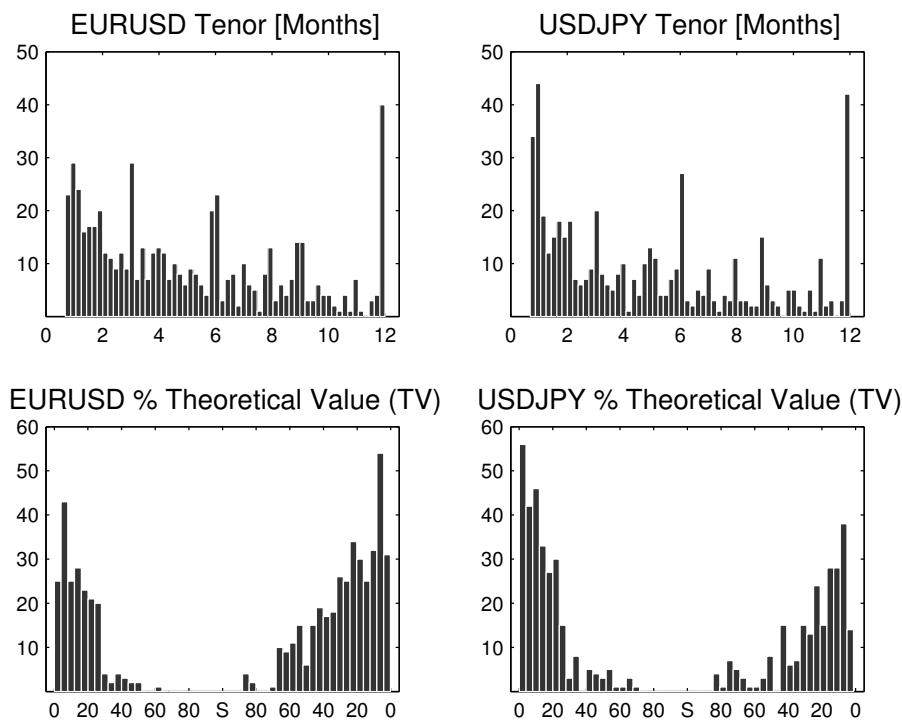 EURUSD Tenor [Months]
50
40
30
20
10
0 2 4 6 8 10 12
USDJPY Tenor [Months]
50
40
30
20
10
0 2 4 6 8 10 12
EURUSD % Theoretical Value (TV)
60
50
40
30
20
10
0 20 40 60 80 S 80 60 40 20 0
USDJPY % Theoretical Value (TV)
60
50
40
30
20
10
0 20 40 60 80 S 80 60 40 20 0